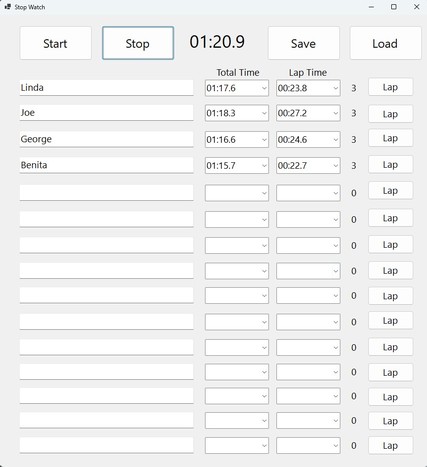 Stop Watch
Start Stop 01:20.9 Save Load
Total Time Lap Time
Linda 01:17.6 00:23.8 3 Lap
Joe 01:18.3 00:27.2 3 Lap
George 01:16.6 00:24.6 3 Lap
Benita 01:15.7 00:22.7 3 Lap
0 Lap
0 Lap
0 Lap
0 Lap
0 Lap
0 Lap
0 Lap
0 Lap
0 Lap
0 Lap
0 Lap